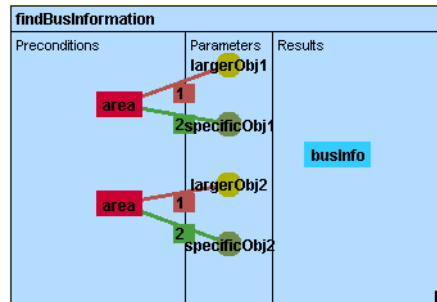 findBusInformation
Preconditions
Parameters
Results
largerObj1
1
area
2
specificObj1
busInfo
largerObj2
area
1
2
specificObj2